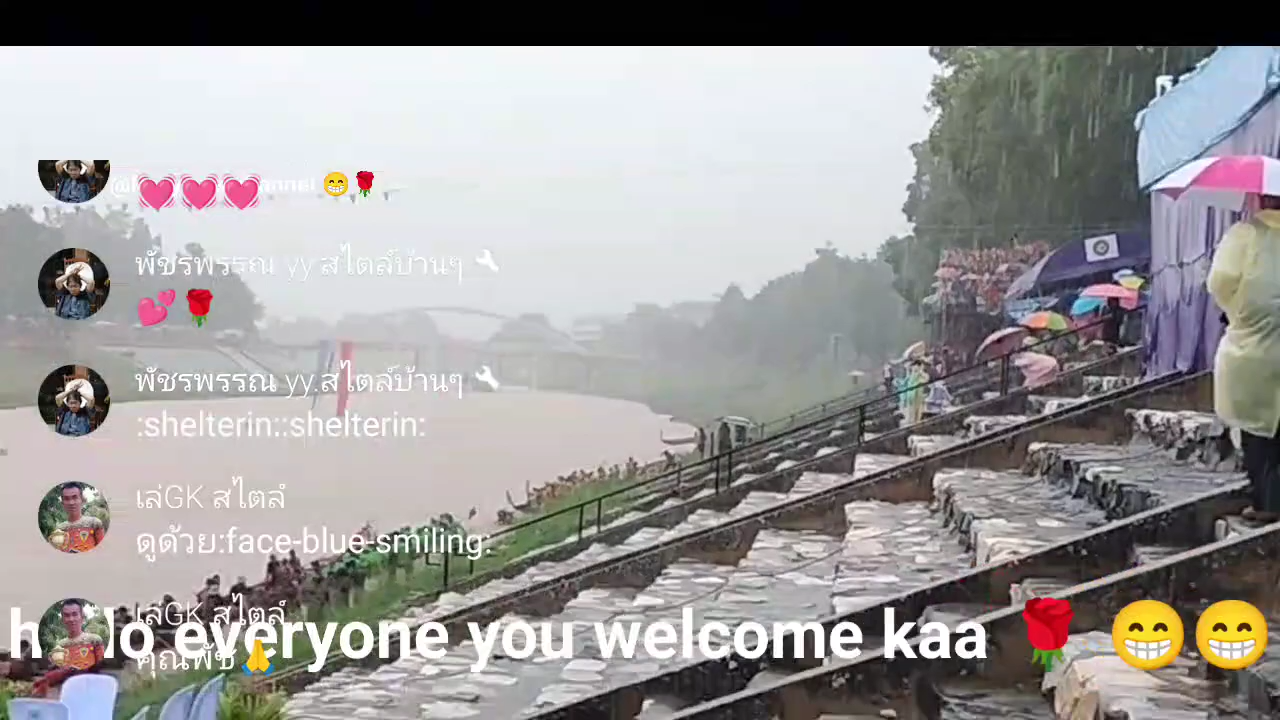 😁🌹
💓💓💓
พัชรพรรณ yy.สไตล์บ้านๆ 🔧
💕🌹
พัชรพรรณ yy.สไตล์บ้านๆ 🔧
:shelterin::shelterin:
เล่GK สไตล์
ดูด้วย:face-blue-smiling:
เล่GK สไตล์
everyone you welcome kaa 🌹 😁😁
คุณพัช🙏